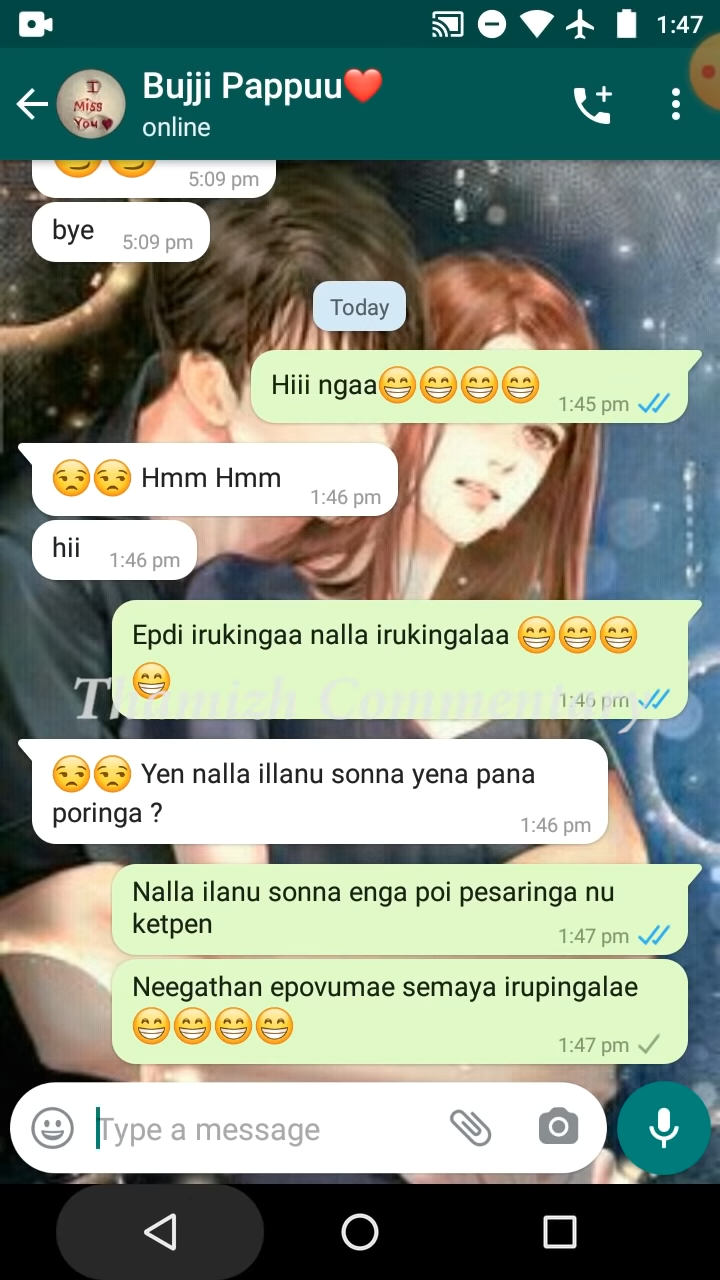 1:47
I
Miss
You
Bujji Pappuu❤️
online
5:09 pm
bye 5:09 pm
Today
Hiii ngaa😁😁😁😁 1:45 pm
😒😒 Hmm Hmm 1:46 pm
hii 1:46 pm
Epdi irukingaa nalla irukingalaa 😁😁😁
😁 1:46 pm
Thamizh Commentary
😒😒 Yen nalla illanu sonna yena pana
poringa ? 1:46 pm
Nalla ilanu sonna enga poi pesaringa nu
ketpen 1:47 pm
Neegathan epovumae semaya irupingalae
😁😁😁😁 1:47 pm
Type a message